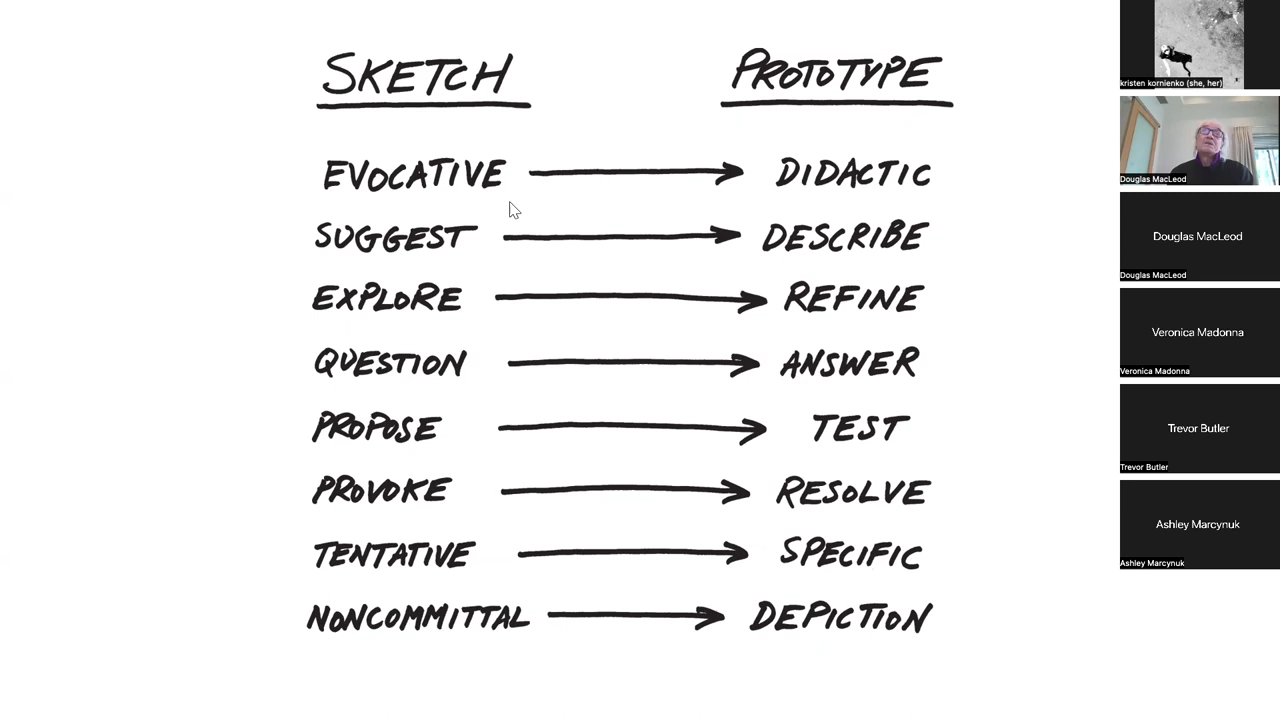 SKETCH PROTOTYPE
EVOCATIVE DIDACTIC
SUGGEST DESCRIBE
EXPLORE REFINE
QUESTION ANSWER
PROPOSE TEST
PROVOKE RESOLVE
TENTATIVE SPECIFIC
NONCOMMITTAL DEPICTION
kristen kornienko (she, her)
Douglas MacLeod
Douglas MacLeod
Douglas MacLeod
Veronica Madonna
Veronica Madonna
Trevor Butler
Trevor Butler
Ashley Marcynuk
Ashley Marcynuk